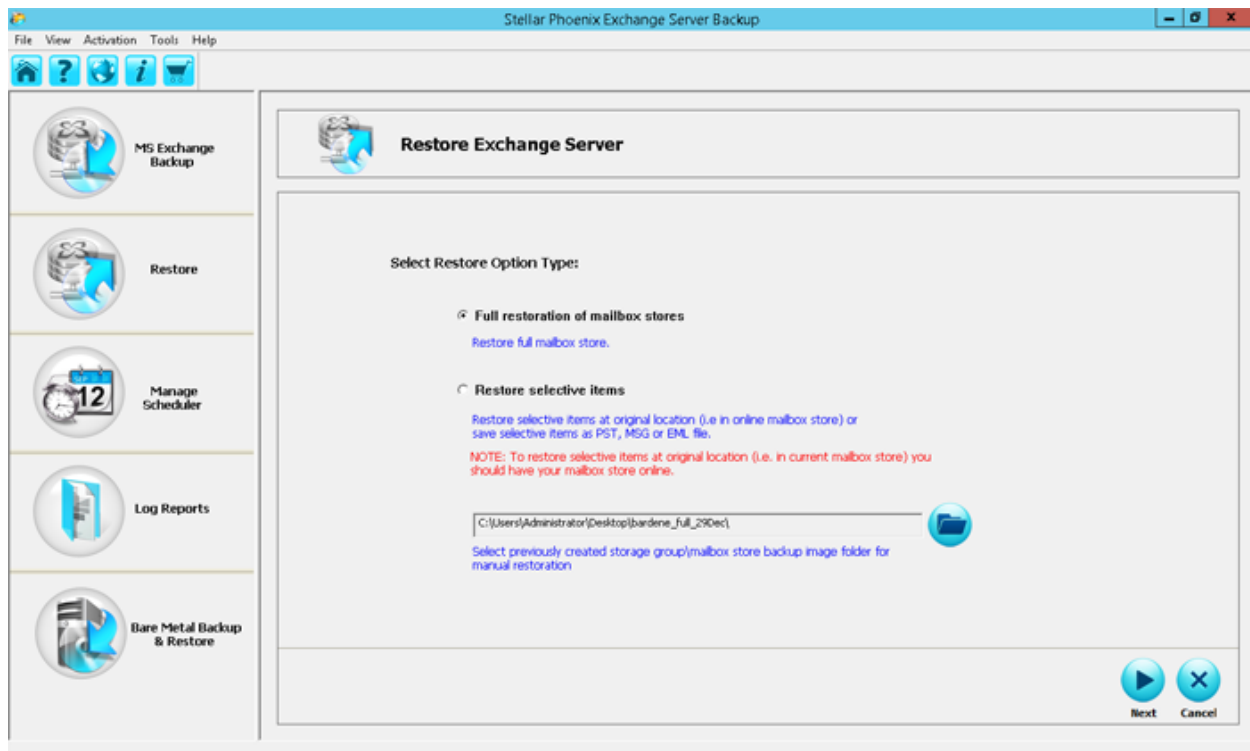 Stellar Phoenix Exchange Server Backup
File View Activation Tools Help
MS Exchange
Backup
Restore
12
Manage
Scheduler
Log Reports
Bare Metal Backup
& Restore
Restore Exchange Server
Select Restore Option Type:
Full restoration of mailbox stores
Restore full mailbox store.
Restore selective items
Restore selective items at original location (i.e in online mailbox store) or
save selective items as PST, MSG or EML file.
NOTE: To restore selective items at original location (i.e. in current mailbox store) you
should have your mailbox store online.
C:\Users\Administrator\Desktop\bardene_full_29Dec\
Select previously created storage group\mailbox store backup image folder for
manual restoration
Next Cancel